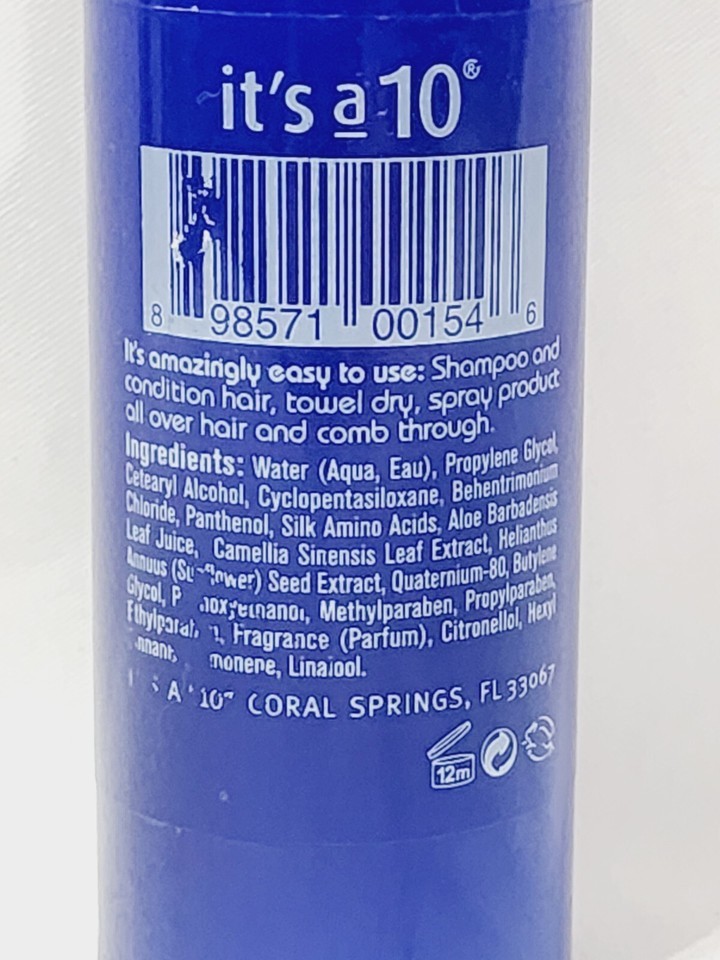 it's a 10®
8 98571 00154 6
It's amazingly easy to use: Shampoo and
condition hair, towel dry, spray product
all over hair and comb through.
Ingredients: Water (Aqua, Eau), Propylene Glycol,
Cetearyl Alcohol, Cyclopentasiloxane, Behentrimonium
Chloride, Panthenol, Silk Amino Acids, Aloe Barbadensis
Leaf Juice, Camellia Sinensis Leaf Extract, Helianthus
Annuus Seed Extract, Quaternium-80, Butylene
Glycol, Methylparaben, Propylparaben,
Fragrance (Parfum), Citronellol, Hexyl
Linalool.
A 10 CORAL SPRINGS, FL 33067
12m